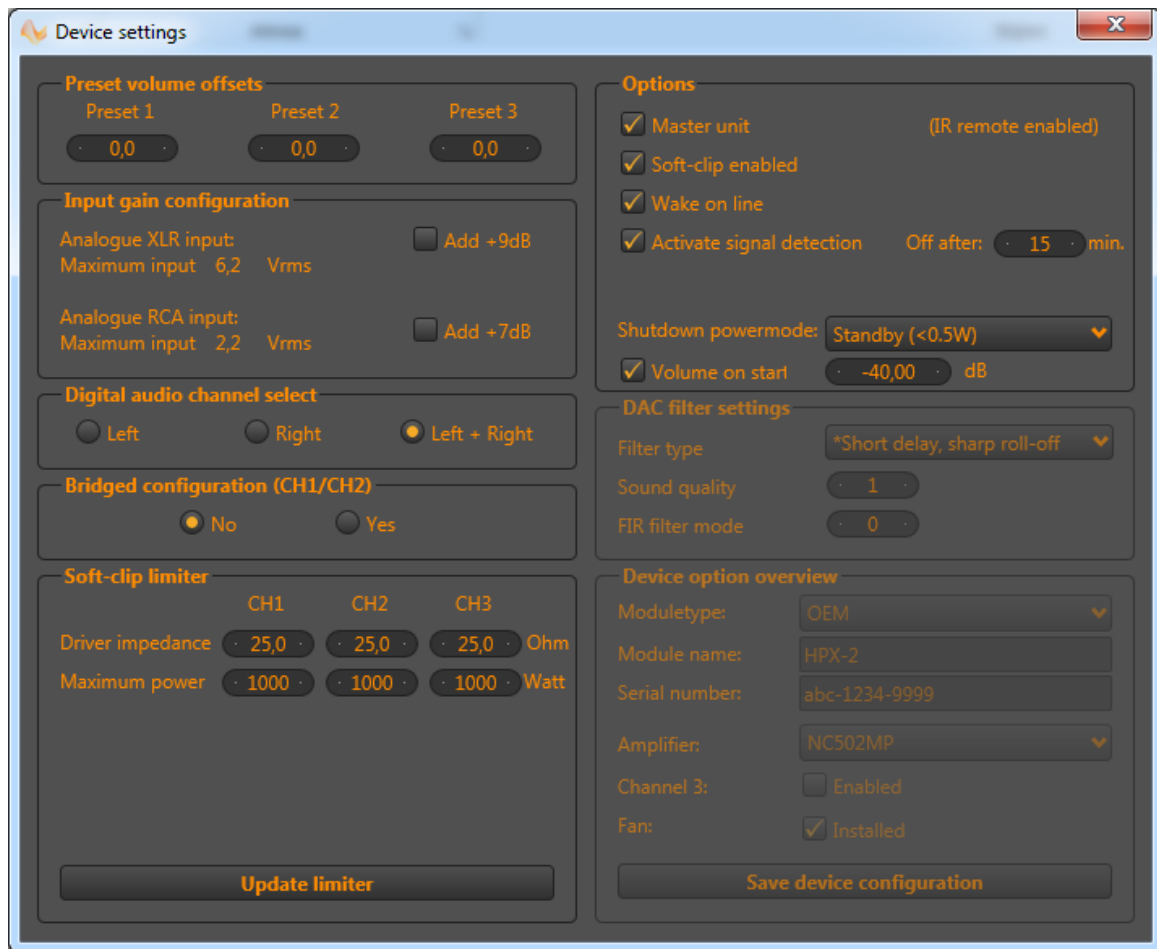 Device settings
Preset volume offsets
Preset 1 Preset 2 Preset 3
0,0 0,0 0,0
Input gain configuration
Analogue XLR input: Add +9dB
Maximum input 6,2 Vrms
Analogue RCA input: Add +7dB
Maximum input 2,2 Vrms
Digital audio channel select
Left Right Left + Right
Bridged configuration (CH1/CH2)
No Yes
Soft-clip limiter
CH1 CH2 CH3
Driver impedance 25,0 25,0 25,0 Ohm
Maximum power 1000 1000 1000 Watt
Update limiter
Options
Master unit (IR remote enabled)
Soft-clip enabled
Wake on line
Activate signal detection Off after: 15 min.
Shutdown powermode: Standby (<0.5W)
Volume on start -40,00 dB
DAC filter settings
Filter type *Short delay, sharp roll-off
Sound quality 1
FIR filter mode 0
Device option overview
Moduletype: OEM
Module name: HPX-2
Serial number: abc-1234-9999
Amplifier: NC502MP
Channel 3: Enabled
Fan: Installed
Save device configuration